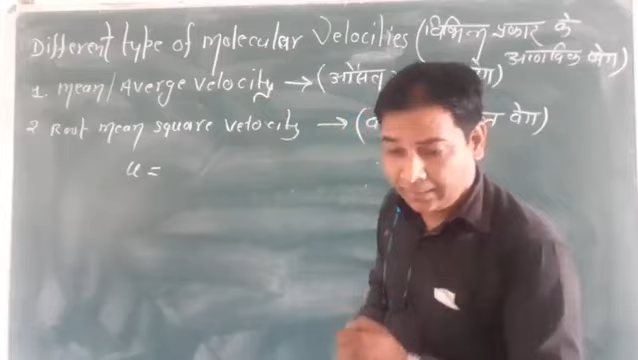 Different type of molecular Velocities (विभिन्न प्रकार के आणविक वेग)
1. mean/Averge velocity → (औसत वेग)
2 Root mean square velocity → ( वेग)
u =